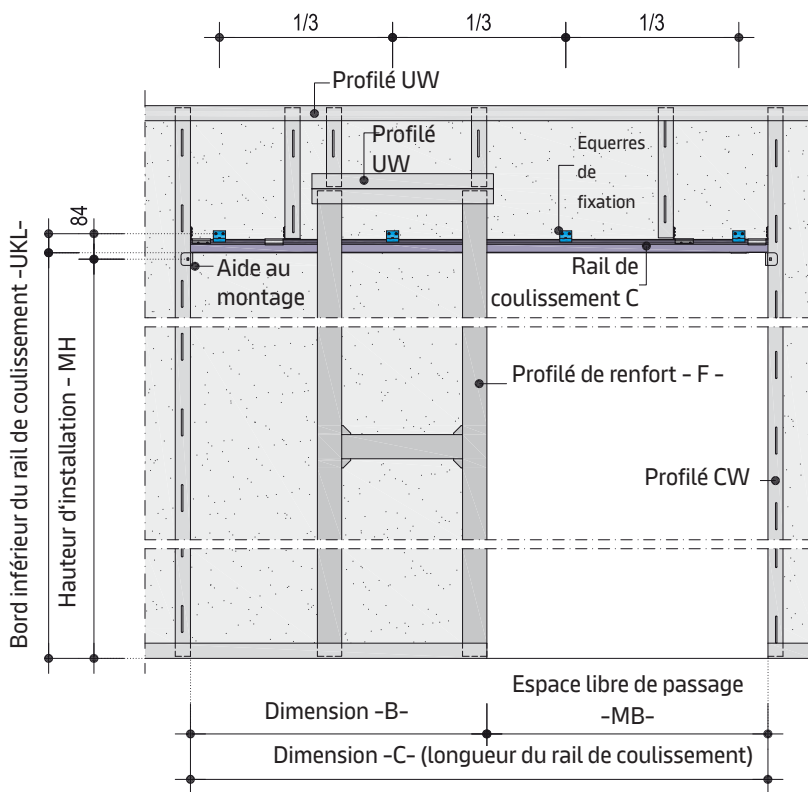 1/3
1/3
1/3
Profilé UW
Profilé
UW
Equerres
de
fixation
84
Aide au
montage
Rail de
coulissement C
Bord inférieur du rail de coulissement -UKL-
Hauteur d'installation - MH
Profilé de renfort - F -
Profilé CW
Dimension -B-
Espace libre de passage
-MB-
Dimension -C- (longueur du rail de coulissement)